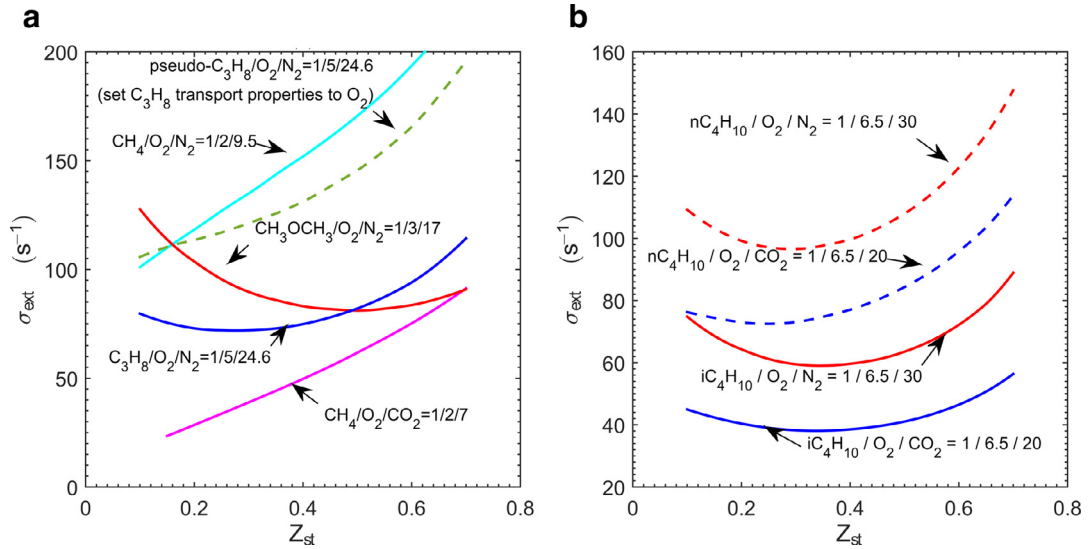 a
200
150
100
50
0
σext (s⁻¹)
pseudo-C₃H₈/O₂/N₂=1/5/24.6
(set C₃H₈ transport properties to O₂)
CH₄/O₂/N₂=1/2/9.5
CH₃OCH₃/O₂/N₂=1/3/17
C₃H₈/O₂/N₂=1/5/24.6
CH₄/O₂/CO₂=1/2/7
0 0.2 0.4 0.6 0.8
Zst
b
160
140
120
100
80
60
40
20
σext (s⁻¹)
nC₄H₁₀ / O₂ / N₂ = 1 / 6.5 / 30
nC₄H₁₀ / O₂ / CO₂ = 1 / 6.5 / 20
iC₄H₁₀ / O₂ / N₂ = 1 / 6.5 / 30
iC₄H₁₀ / O₂ / CO₂ = 1 / 6.5 / 20
0 0.2 0.4 0.6 0.8
Zst